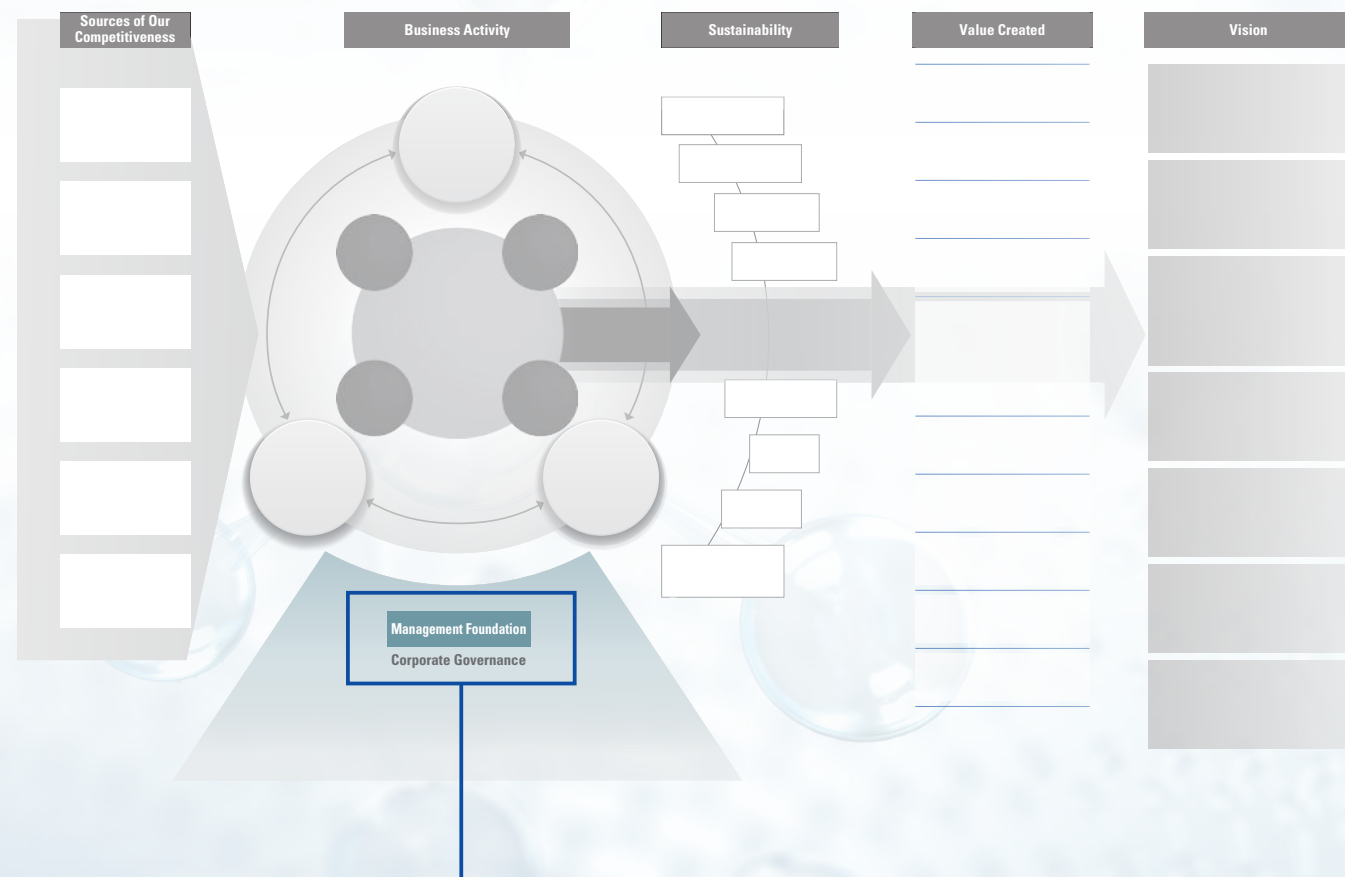 Sources of Our
Competitiveness
Business Activity
Sustainability
Value Created
Vision
Management Foundation
Corporate Governance